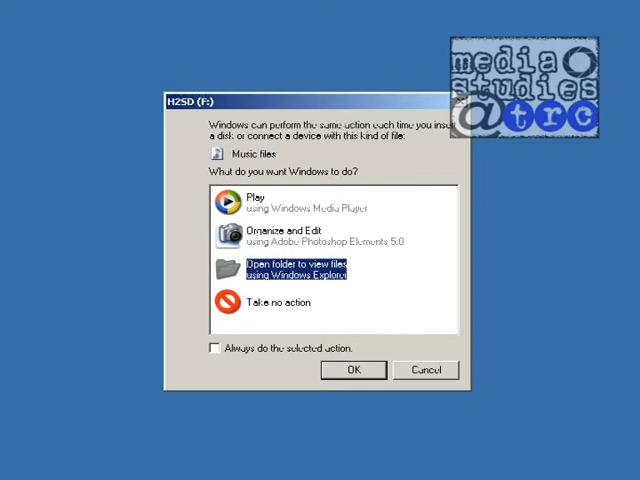 media
studies
@trc
H2SD (F:)
Windows can perform the same action each time you insert
a disk or connect a device with this kind of file:
Music files
What do you want Windows to do?
Play
using Windows Media Player
Organize and Edit
using Adobe Photoshop Elements 5.0
Open folder to view files
using Windows Explorer
Take no action
Always do the selected action.
OK
Cancel